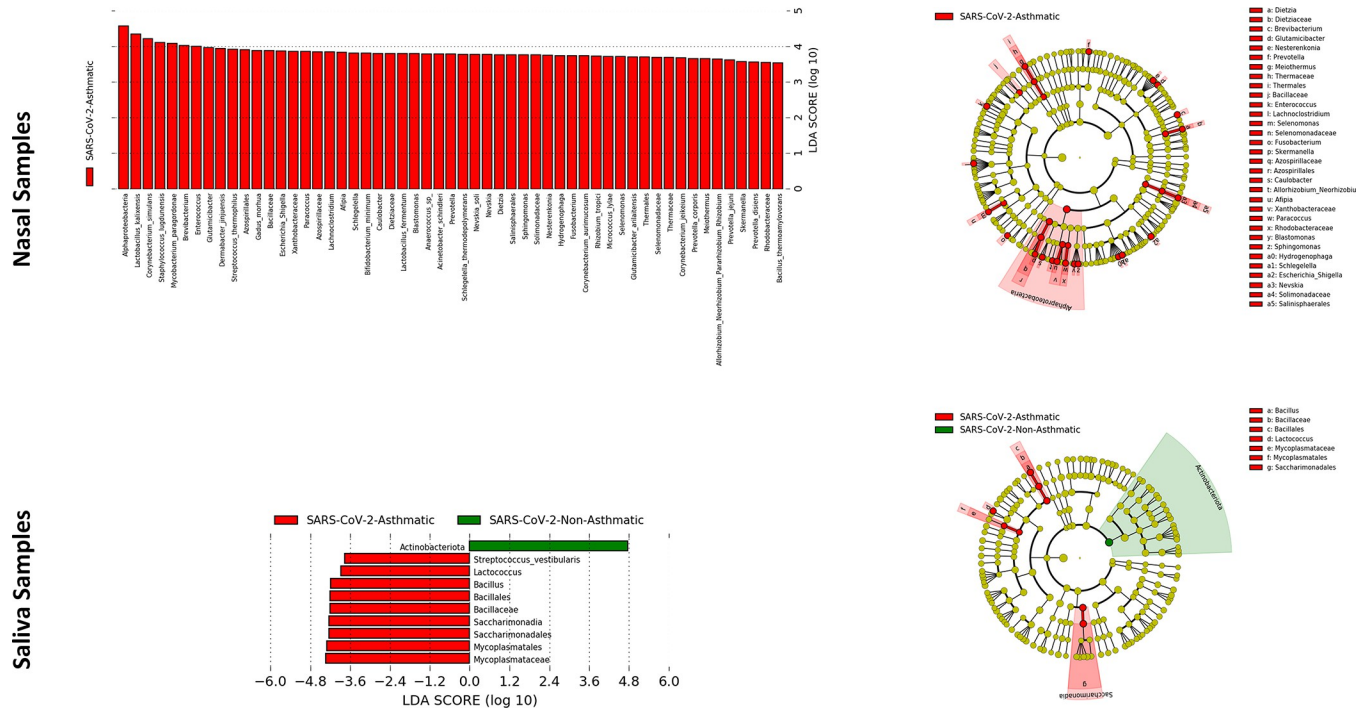 Nasal Samples
SARS-CoV-2-Asthmatic
5
4
3
2
1
0
LDA SCORE (log 10)
Alphaproteobacteria
Lactobacillus_kalixensis
Corynebacterium_simulans
Staphylococcus_lugdunensis
Mycobacterium_paragordonae
Brevibacterium
Enterococcus
Glutamicibacter
Dermabacter_jinjuensis
Streptococcus_thermophilus
Azospirillales
Gadus_morhua
Bacillaceae
Escherichia_Shigella
Xanthobacteraceae
Paracoccus
Azospirillaceae
Lachnoclostridium
Afipia
Schlegelella
Bifidobacterium_minimum
Caulobacter
Dietziaceae
Lactobacillus_fermentum
Blastomonas
Anaerococcus_sp_
Acinetobacter_schindleri
Prevotella
Schlegelella_thermodepolymerans
Nevskia_soli
Nevskia
Dietzia
Salinisphaerales
Sphingomonas
Solimonadaceae
Nesterenkonia
Hydrogenophaga
Fusobacterium
Corynebacterium_aurimucosum
Rhizobium_tropici
Micrococcus_lylae
Selenomonas
Glutamicibacter_arilaitensis
Thermales
Selenomonadaceae
Thermaceae
Corynebacterium_jeikeium
Prevotella_corporis
Meiothermus
Allorhizobium_Neorhizobium_Pararhizobium_Rhizobium
Prevotella_jejuni
Skermanella
Prevotella_disiens
Rhodobacteraceae
Bacillus_thermoamylovorans
SARS-CoV-2-Asthmatic
Alphaproteobacteria
a: Dietzia
b: Dietziaceae
c: Brevibacterium
d: Glutamicibacter
e: Nesterenkonia
f: Prevotella
g: Meiothermus
h: Thermaceae
i: Thermales
j: Bacillaceae
k: Enterococcus
l: Lachnoclostridium
m: Selenomonas
n: Selenomonadaceae
o: Fusobacterium
p: Skermanella
q: Azospirillaceae
r: Azospirillales
s: Caulobacter
t: Allorhizobium_Neorhizobiu
u: Afipia
v: Xanthobacteraceae
w: Paracoccus
x: Rhodobacteraceae
y: Blastomonas
z: Sphingomonas
a0: Hydrogenophaga
a1: Schlegelella
a2: Escherichia_Shigella
a3: Nevskia
a4: Solimonadaceae
a5: Salinisphaerales
Saliva Samples
SARS-CoV-2-Asthmatic SARS-CoV-2-Non-Asthmatic
Actinobacteriota
Streptococcus_vestibularis
Lactococcus
Bacillus
Bacillales
Bacillaceae
Saccharimonadia
Saccharimonadales
Mycoplasmatales
Mycoplasmataceae
−6.0 −4.8 −3.6 −2.4 −1.2 0.0 1.2 2.4 3.6 4.8 6.0
LDA SCORE (log 10)
SARS-CoV-2-Asthmatic
SARS-CoV-2-Non-Asthmatic
c
b
f
e
d
g
Actinobacteriota
Saccharimonadia
a: Bacillus
b: Bacillaceae
c: Bacillales
d: Lactococcus
e: Mycoplasmataceae
f: Mycoplasmatales
g: Saccharimonadales